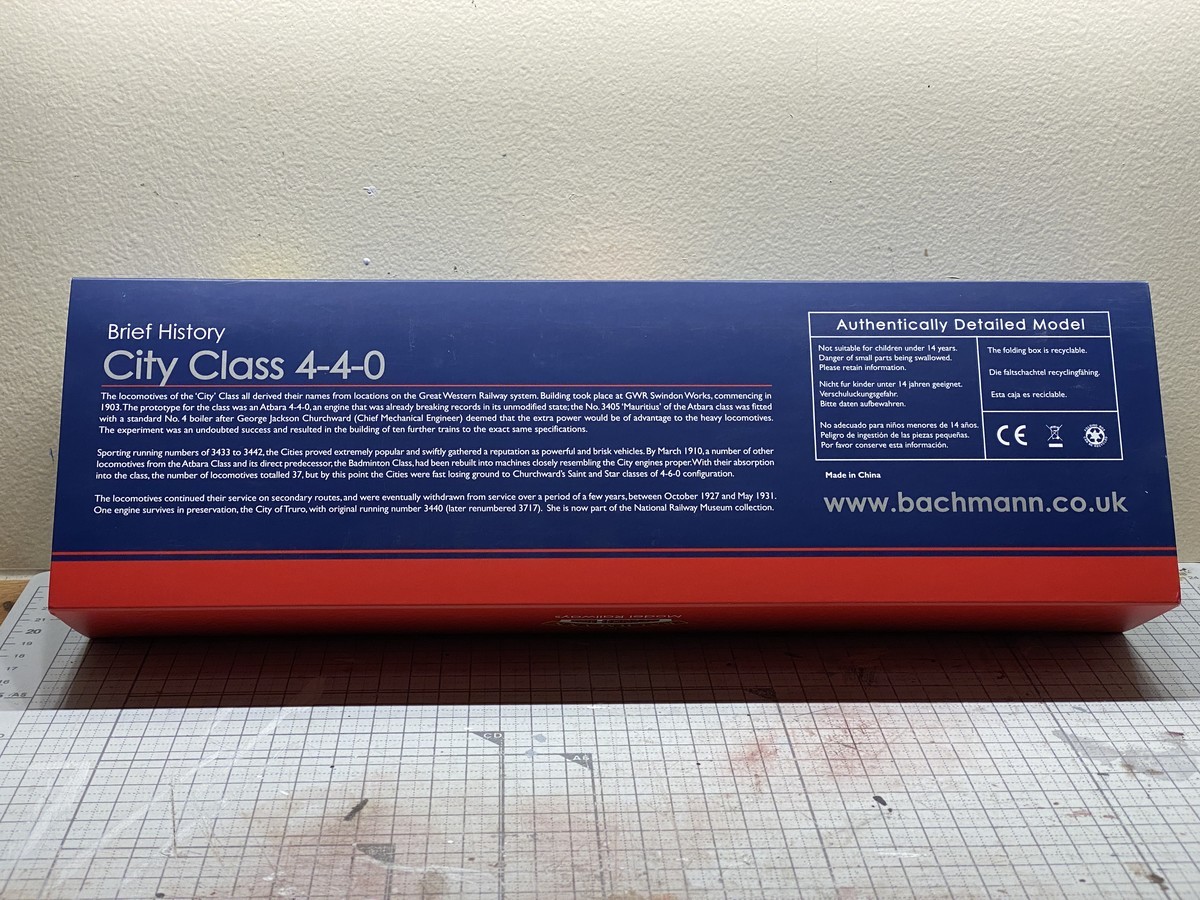 Brief History
City Class 4-4-0
The locomotives of the 'City' Class all derived their names from locations on the Great Western Railway system. Building took place at GWR Swindon Works, commencing in
1903. The prototype for the class was an Atbara 4-4-0, an engine that was already breaking records in its unmodified state; the No. 3405 'Mauritius' of the Atbara class was fitted
with a standard No. 4 boiler after George Jackson Churchward (Chief Mechanical Engineer) deemed that the extra power would be of advantage to the heavy locomotives.
The experiment was an undoubted success and resulted in the building of ten further trains to the exact same specifications.
Sporting running numbers of 3433 to 3442, the Cities proved extremely popular and swiftly gathered a reputation as powerful and brisk vehicles. By March 1910, a number of other
locomotives from the Atbara Class and its direct predecessor, the Badminton Class, had been rebuilt into machines closely resembling the City engines proper. With their absorption
into the class, the number of locomotives totalled 37, but by this point the Cities were fast losing ground to Churchward's Saint and Star classes of 4-6-0 configuration.
The locomotives continued their service on secondary routes, and were eventually withdrawn from service over a period of a few years, between October 1927 and May 1931.
One engine survives in preservation, the City of Truro, with original running number 3440 (later renumbered 3717). She is now part of the National Railway Museum collection.
Authentically Detailed Model
Not suitable for children under 14 years.
Danger of small parts being swallowed.
Please retain information.
Nicht fur kinder unter 14 jahren geeignet.
Verschuluckungsgefahr.
Bitte daten aufbewahren.
No adecuado para niños menores de 14 años.
Peligro de ingestión de las piezas pequeñas.
Por favor conserve esta información.
The folding box is recyclable.
Die faltschachtel recyclingfähing.
Esta caja es reciclable.
CE
Made in China
www.bachmann.co.uk
Model Railways
21
20
19
18
17
A5
CD
A6